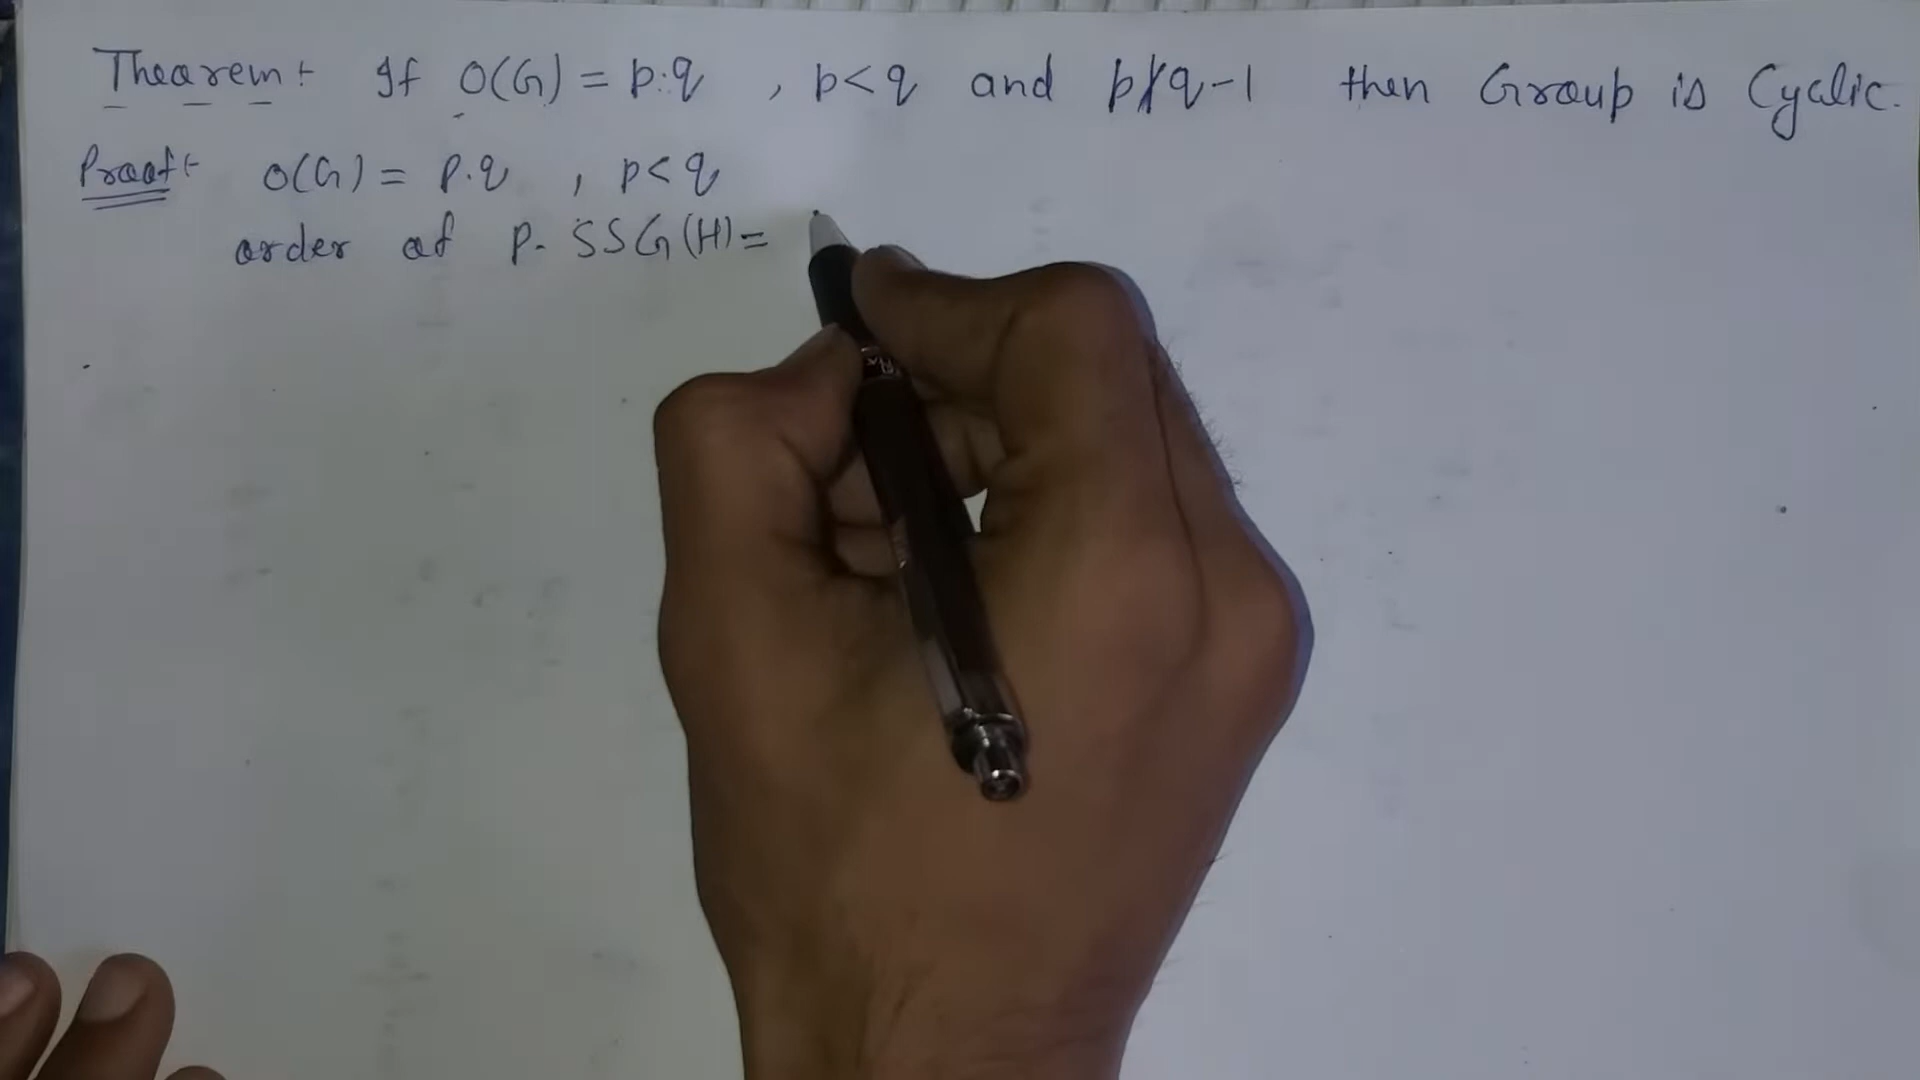 Theorem:- If O(G) = p.q , p<q and p∤q-1 then Group is Cyclic.
Proof:- O(G) = p.q , p<q
order of p-SSG(H)=